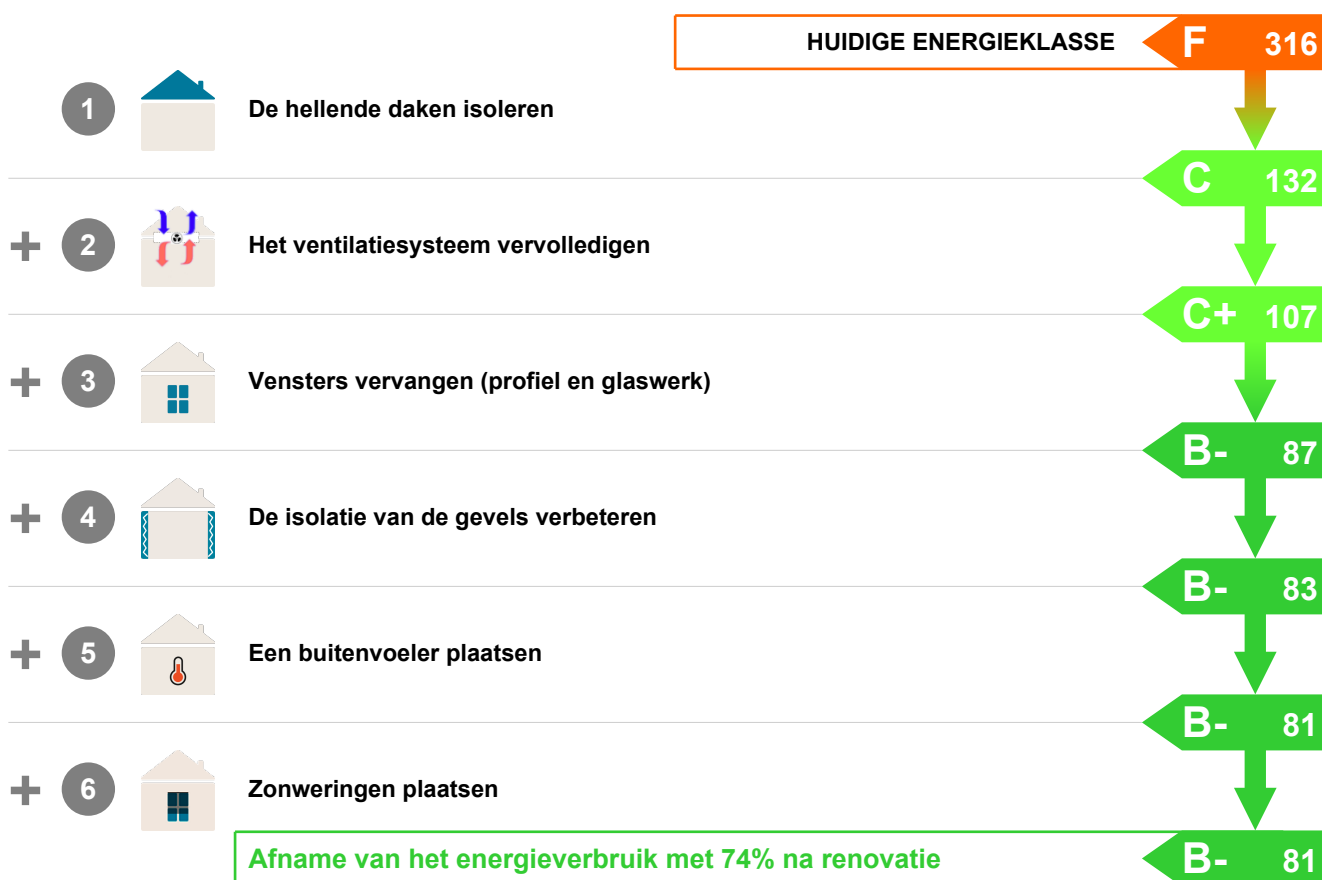 HUIDIGE ENERGIEKLASSE F 316
1 De hellende daken isoleren
C 132
+ 2 Het ventilatiesysteem vervolledigen
C+ 107
+ 3 Vensters vervangen (profiel en glaswerk)
B- 87
+ 4 De isolatie van de gevels verbeteren
B- 83
+ 5 Een buitenvoeler plaatsen
B- 81
+ 6 Zonweringen plaatsen
Afname van het energieverbruik met 74% na renovatie B- 81